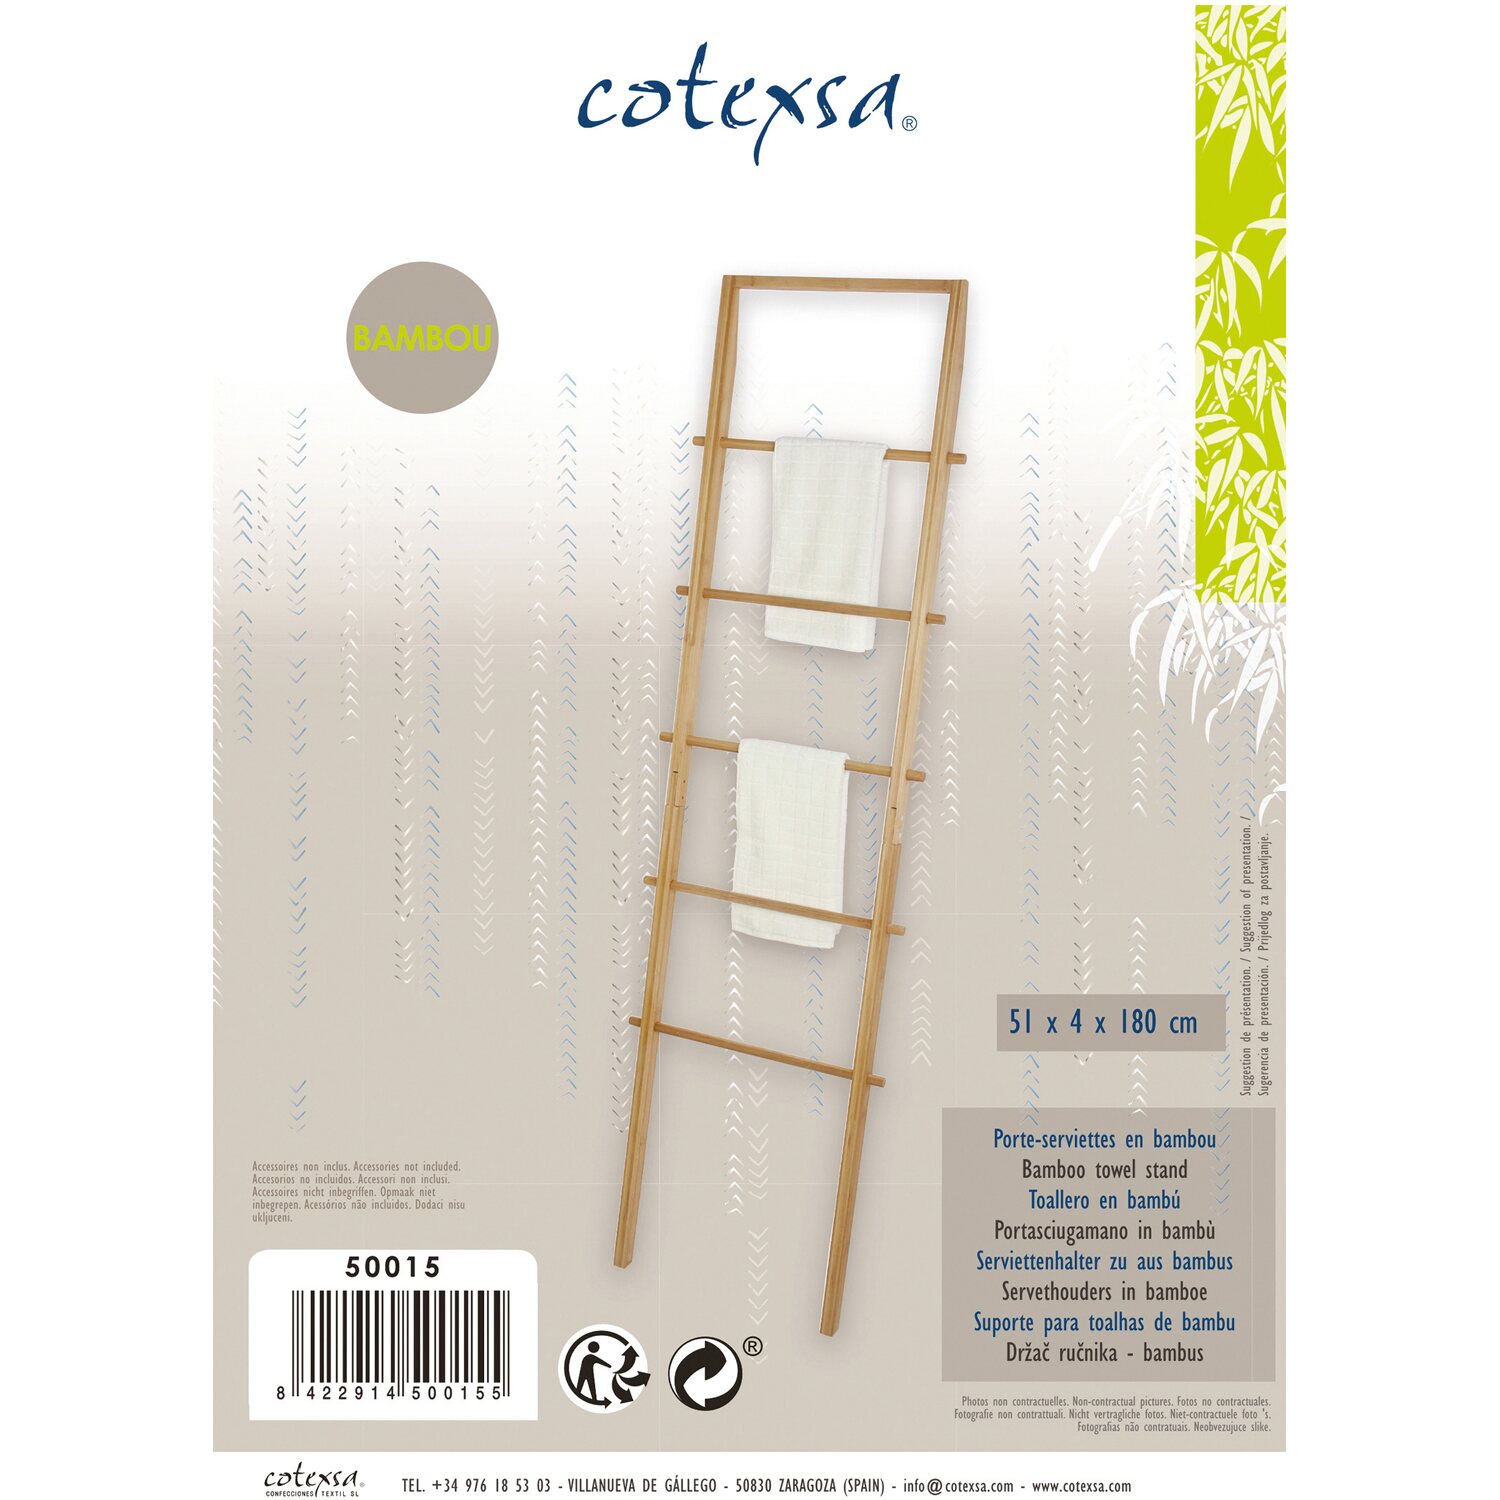 cotexsa®
BAMBOU
51 x 4 x 180 cm
Suggestion de présentation. / Suggestion of presentation. /
Sugerencia de presentación. / Prijedlog za postavljanje.
Porte-serviettes en bambou
Bamboo towel stand
Toallero en bambú
Portasciugamano in bambù
Serviettenhalter zu aus bambus
Servethouders in bamboe
Suporte para toalhas de bambu
Držač ručnika - bambus
Accessoires non inclus. Accessories not included.
Accesorios no incluidos. Accessori non inclusi.
Accessoires nicht inbegriffen. Opmaak niet
inbegrepen. Acessórios não incluidos. Dodaci nisu
ukljuceni.
50015
8 422914 500155
®
Photos non contractuelles. Non-contractual pictures. Fotos no contractuales.
Fotografie non contrattuali. Nicht vertragliche fotos. Niet-contractuele foto 's.
Fotografias não contratuais. Neobvezujuce slike.
cotexsa®
CONFECCIONES TEXTIL SL
TEL. +34 976 18 53 03 - VILLANUEVA DE GÁLLEGO - 50830 ZARAGOZA (SPAIN) - info@cotexsa.com - www.cotexsa.com